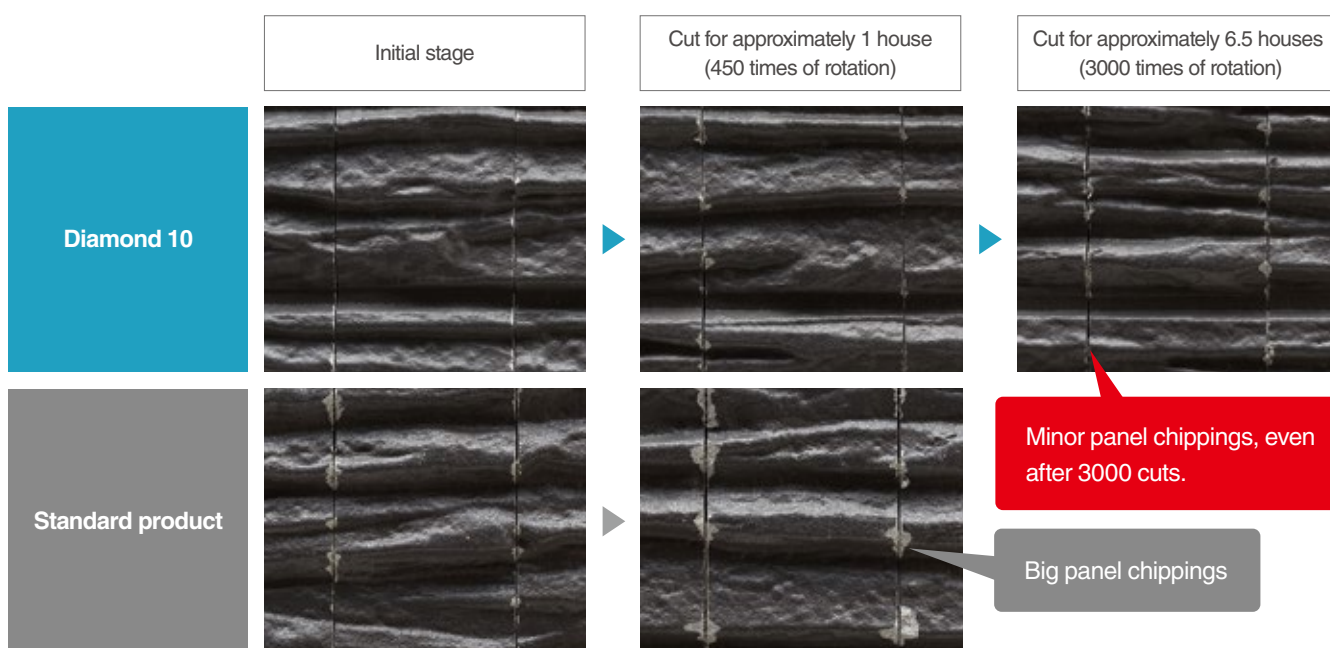 Initial stage
Cut for approximately 1 house
(450 times of rotation)
Cut for approximately 6.5 houses
(3000 times of rotation)
Diamond 10
Minor panel chippings, even
after 3000 cuts.
Standard product
Big panel chippings